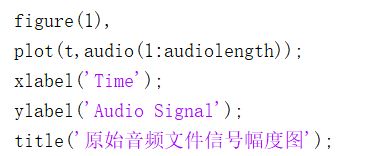 figure(1),
plot(t,audio(1:audiolength));
xlabel('Time');
ylabel('Audio Signal');
title('原始音频文件信号幅度图');